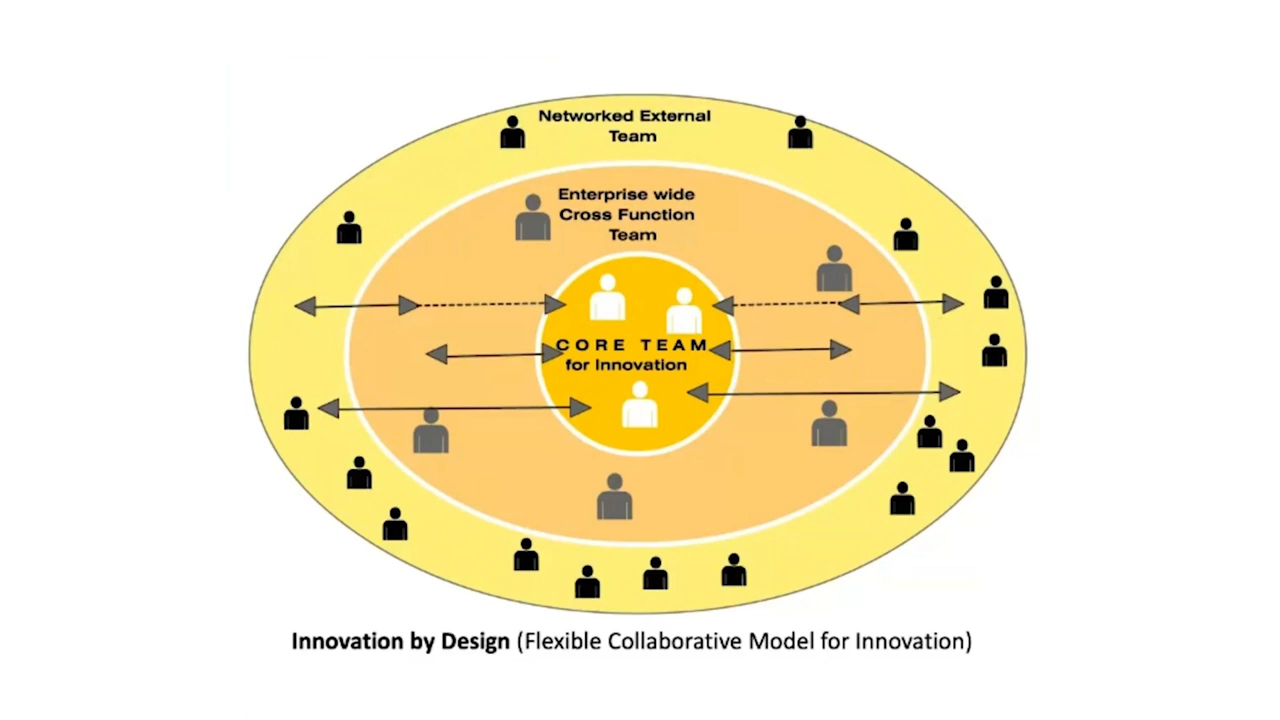 Networked External
Team
Enterprise wide
Cross Function
Team
CORE TEAM
for Innovation
Innovation by Design (Flexible Collaborative Model for Innovation)